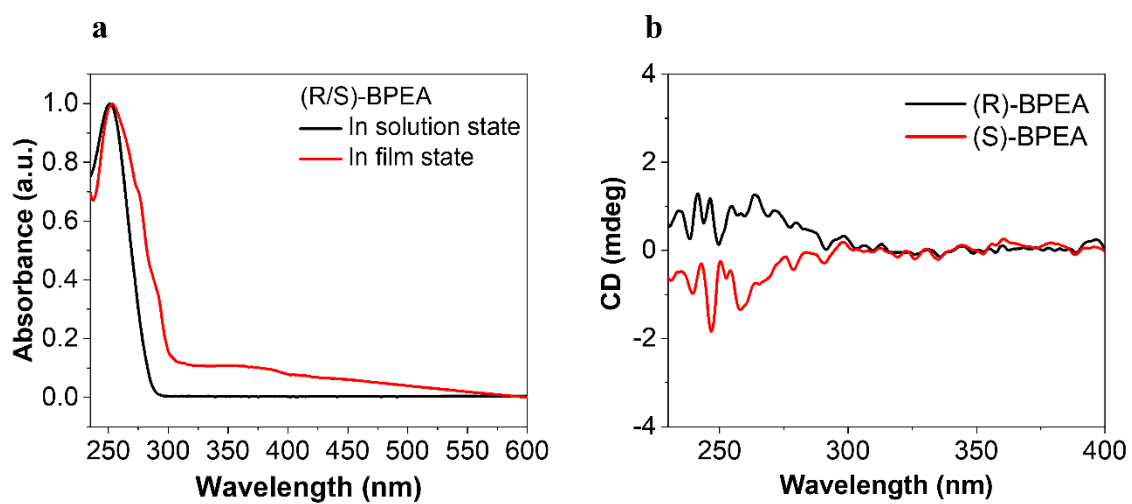 a
(R/S)-BPEA
In solution state
In film state
1.0
0.8
0.6
0.4
0.2
0.0
Absorbance (a.u.)
250 300 350 400 450 500 550 600
Wavelength (nm)
b
(R)-BPEA
(S)-BPEA
4
2
0
-2
-4
CD (mdeg)
250 300 350 400
Wavelength (nm)